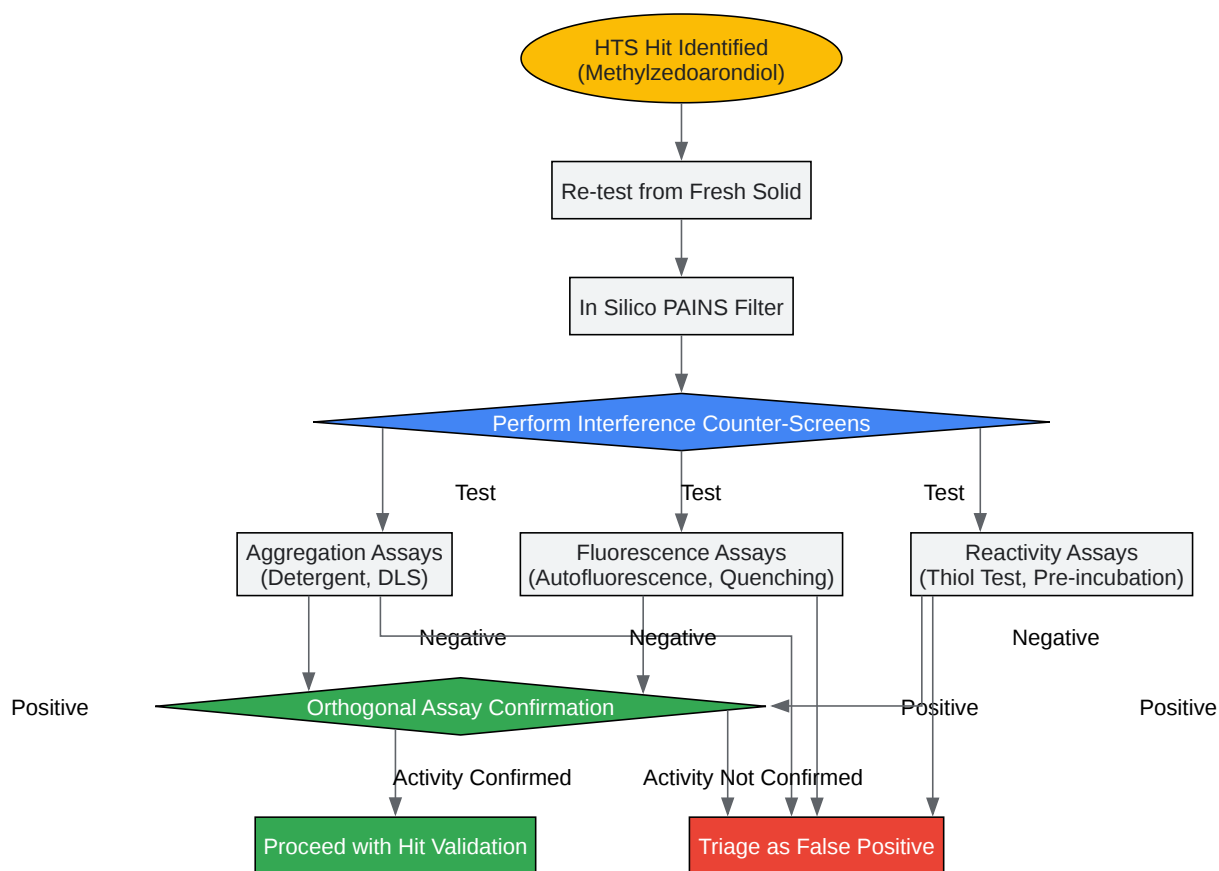 HTS Hit Identified
(Methylzedoarondiol)
Re-test from Fresh Solid
In Silico PAINS Filter
Perform Interference Counter-Screens
Test
Test
Test
Aggregation Assays
(Detergent, DLS)
Fluorescence Assays
(Autofluorescence, Quenching)
Reactivity Assays
(Thiol Test, Pre-incubation)
Negative
Negative
Negative
Positive
Orthogonal Assay Confirmation
Positive
Positive
Activity Confirmed
Activity Not Confirmed
Proceed with Hit Validation
Triage as False Positive